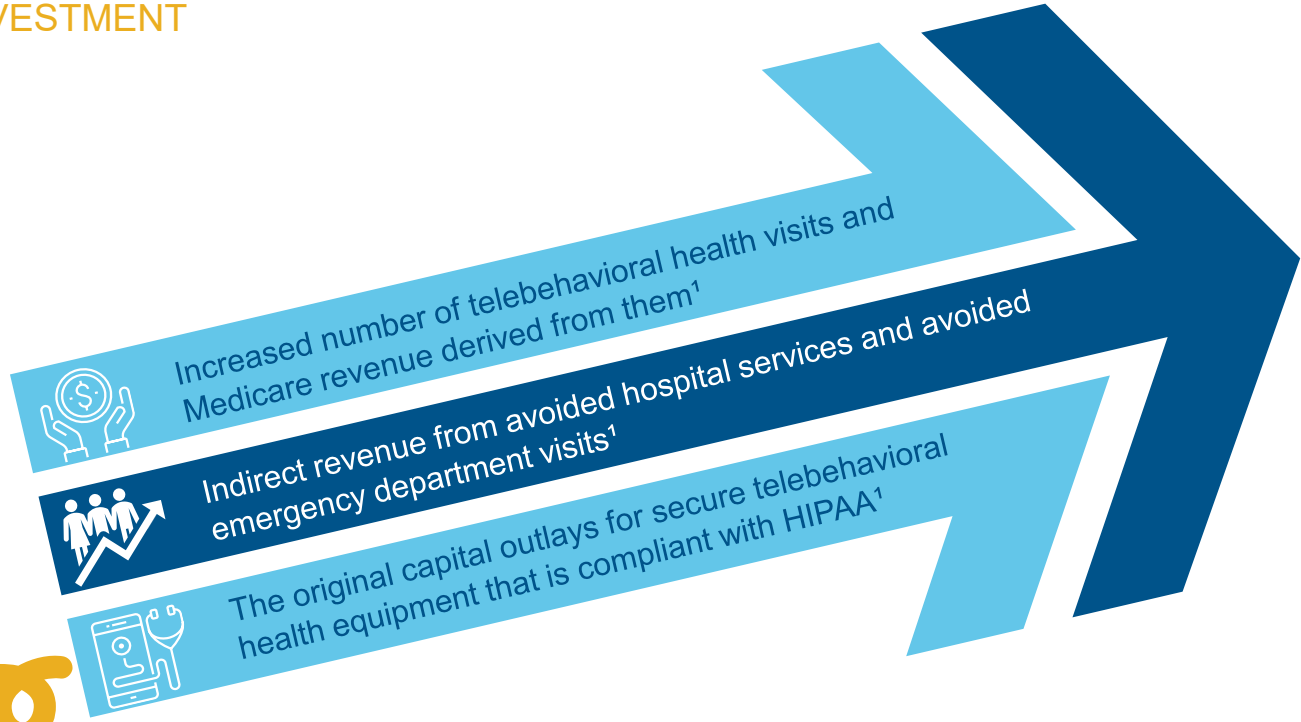 VESTMENT
Increased number of telebehavioral health visits and
Medicare revenue derived from them¹
Indirect revenue from avoided hospital services and avoided
emergency department visits¹
The original capital outlays for secure telebehavioral
health equipment that is compliant with HIPAA¹